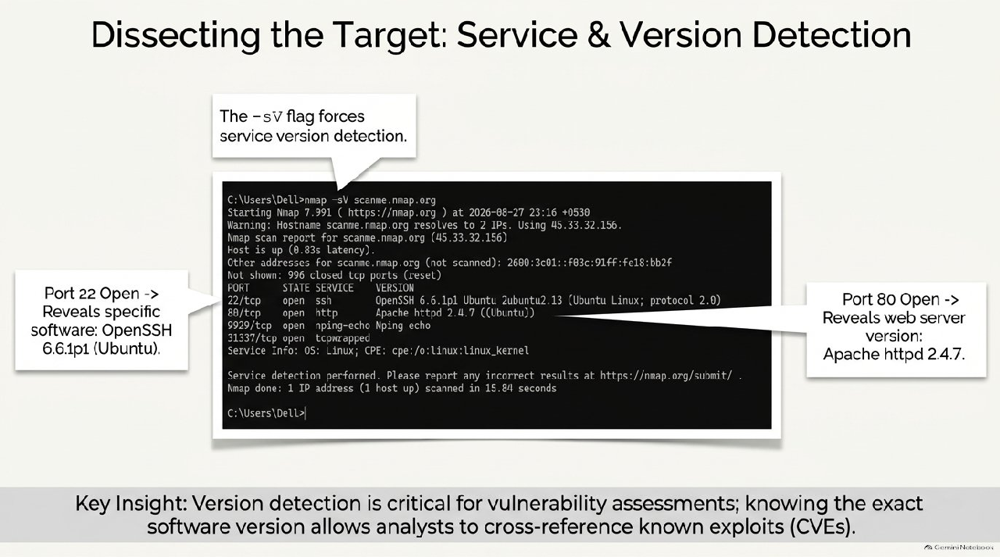 Dissecting the Target: Service & Version Detection
The -sV flag forces
service version detection.
C:\Users\Dell>nmap -sV scanme.nmap.org
Starting Nmap 7.991 ( https://nmap.org ) at 2026-08-27 23:16 +0530
Warning: Hostname scanme.nmap.org resolves to 2 IPs. Using 45.33.32.156.
Nmap scan report for scanme.nmap.org (45.33.32.156)
Host is up (0.83s latency).
Other addresses for scanme.nmap.org (not scanned): 2600:3c01::f03c:91ff:fe18:bb2f
Not shown: 996 closed tcp ports (reset)
PORT STATE SERVICE VERSION
22/tcp open ssh OpenSSH 6.6.1p1 Ubuntu 2ubuntu2.13 (Ubuntu Linux; protocol 2.0)
80/tcp open http Apache httpd 2.4.7 ((Ubuntu))
9929/tcp open nping-echo Nping echo
31337/tcp open tcpwrapped
Service Info: OS: Linux; CPE: cpe:/o:linux:linux_kernel
Service detection performed. Please report any incorrect results at https://nmap.org/submit/ .
Nmap done: 1 IP address (1 host up) scanned in 15.84 seconds
C:\Users\Dell>
Port 22 Open ->
Reveals specific
software: OpenSSH
6.6.1p1 (Ubuntu).
Port 80 Open ->
Reveals web server
version:
Apache httpd 2.4.7.
Key Insight: Version detection is critical for vulnerability assessments; knowing the exact
software version allows analysts to cross-reference known exploits (CVEs).
Gemini Notebook